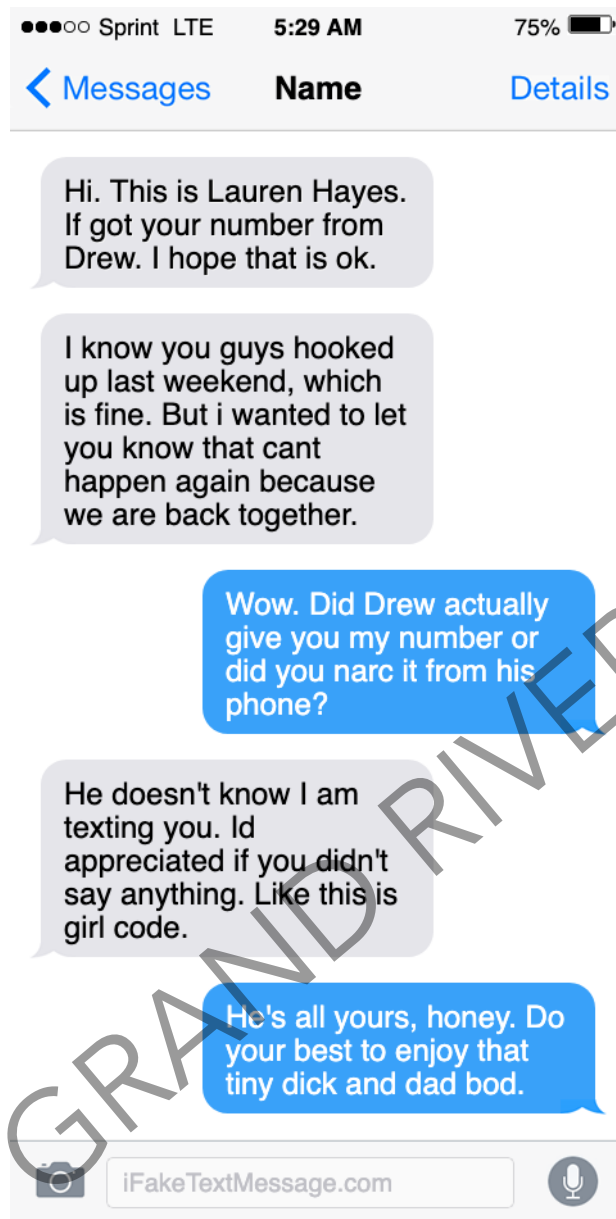 Sprint LTE 5:29 AM 75%
Messages Name Details
Hi. This is Lauren Hayes.
If got your number from
Drew. I hope that is ok.
I know you guys hooked
up last weekend, which
is fine. But i wanted to let
you know that cant
happen again because
we are back together.
Wow. Did Drew actually
give you my number or
did you narc it from his
phone?
He doesn't know I am
texting you. Id
appreciated if you didn't
say anything. Like this is
girl code.
He's all yours, honey. Do
your best to enjoy that
tiny dick and dad bod.
iFakeTextMessage.com
GRAND RIVER